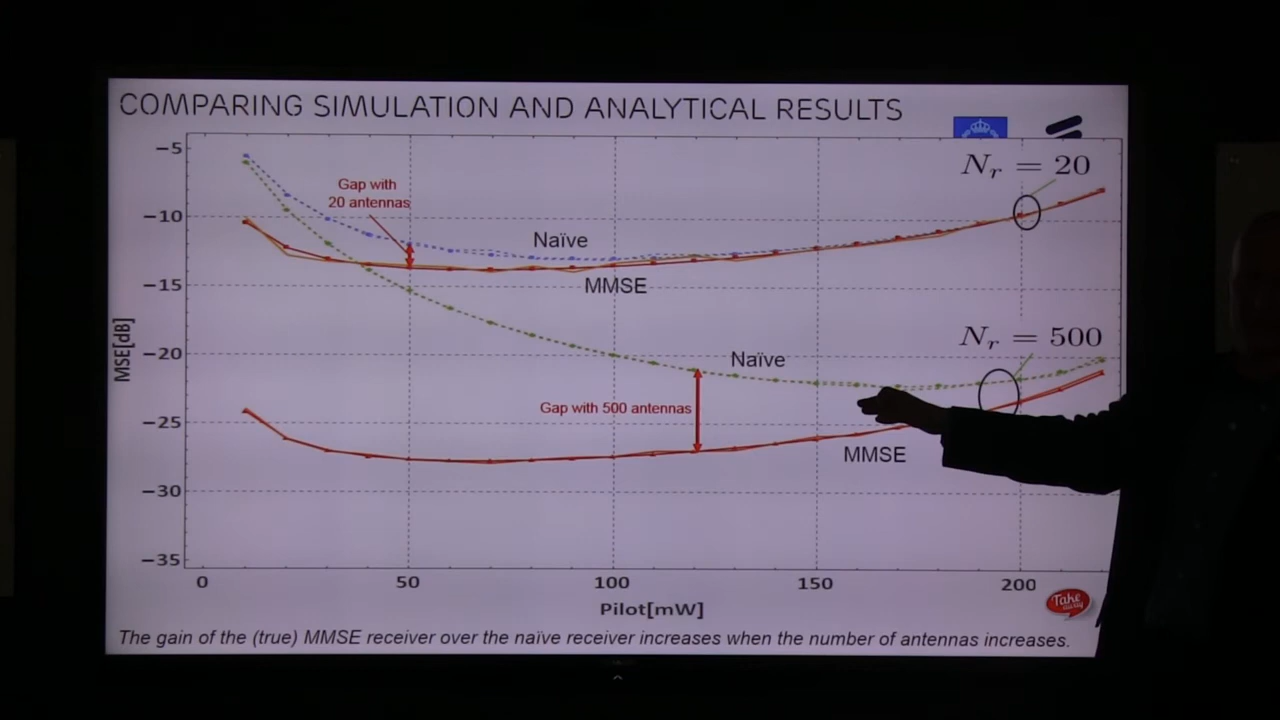 COMPARING SIMULATION AND ANALYTICAL RESULTS
−5
−10
−15
−20
−25
−30
−35
MSE[dB]
Gap with
20 antennas
Naïve
MMSE
N_r = 20
N_r = 500
Naïve
Gap with 500 antennas
MMSE
0 50 100 150 200
Pilot[mW]
Take
away
The gain of the (true) MMSE receiver over the naïve receiver increases when the number of antennas increases.